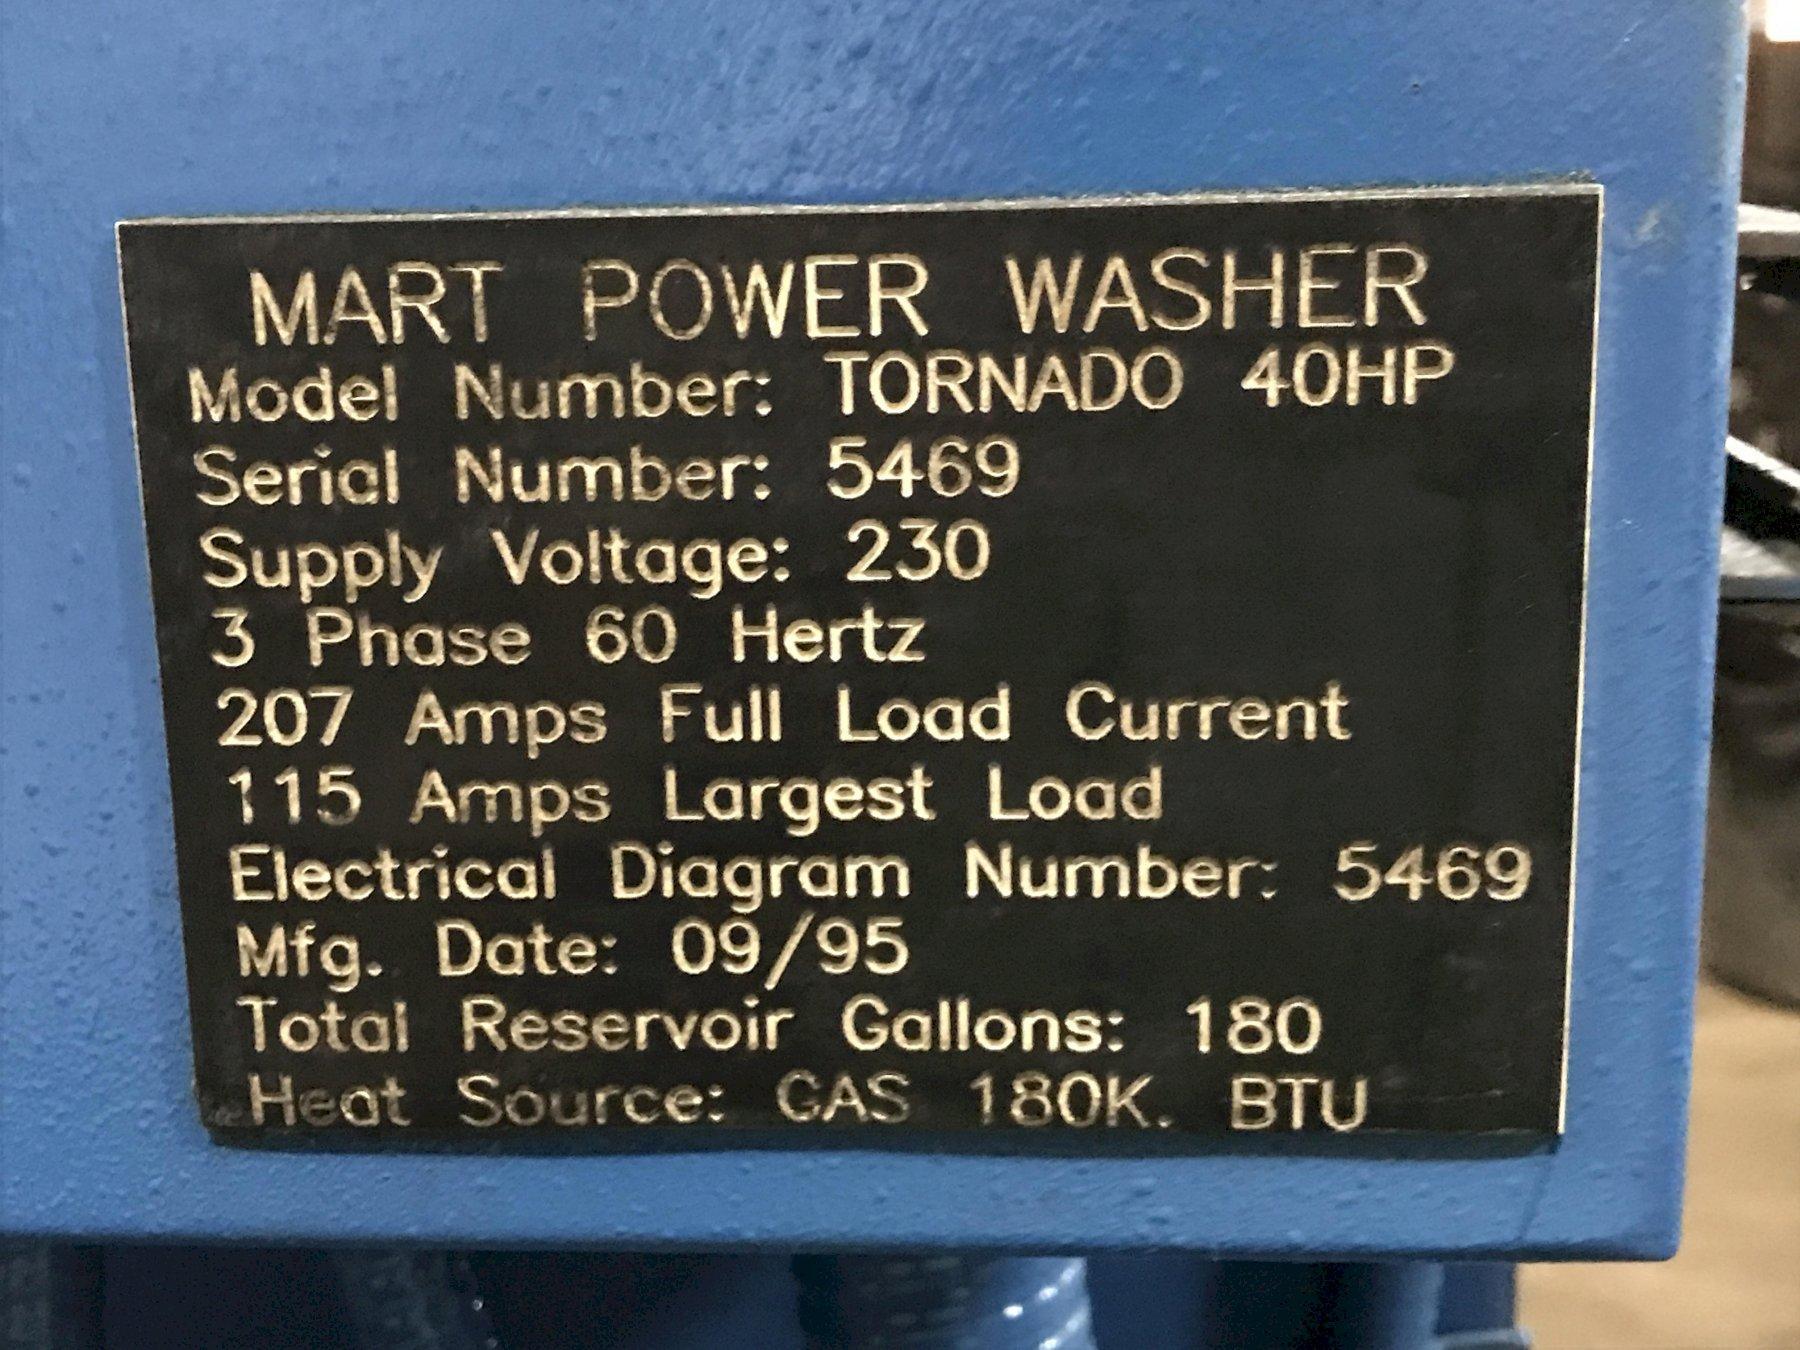 MART POWER WASHER
Model Number: TORNADO 40HP
Serial Number: 5469
Supply Voltage: 230
3 Phase 60 Hertz
207 Amps Full Load Current
115 Amps Largest Load
Electrical Diagram Number: 5469
Mfg. Date: 09/95
Total Reservoir Gallons: 180
Heat Source: GAS 180K. BTU